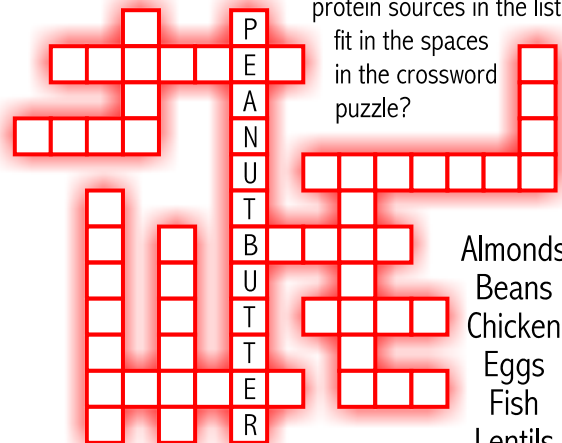 protein sources in the list
fit in the spaces
in the crossword
puzzle?
P
E
A
N
U
T
B
U
T
T
E
R
Almonds
Beans
Chicken
Eggs
Fish
Lentils